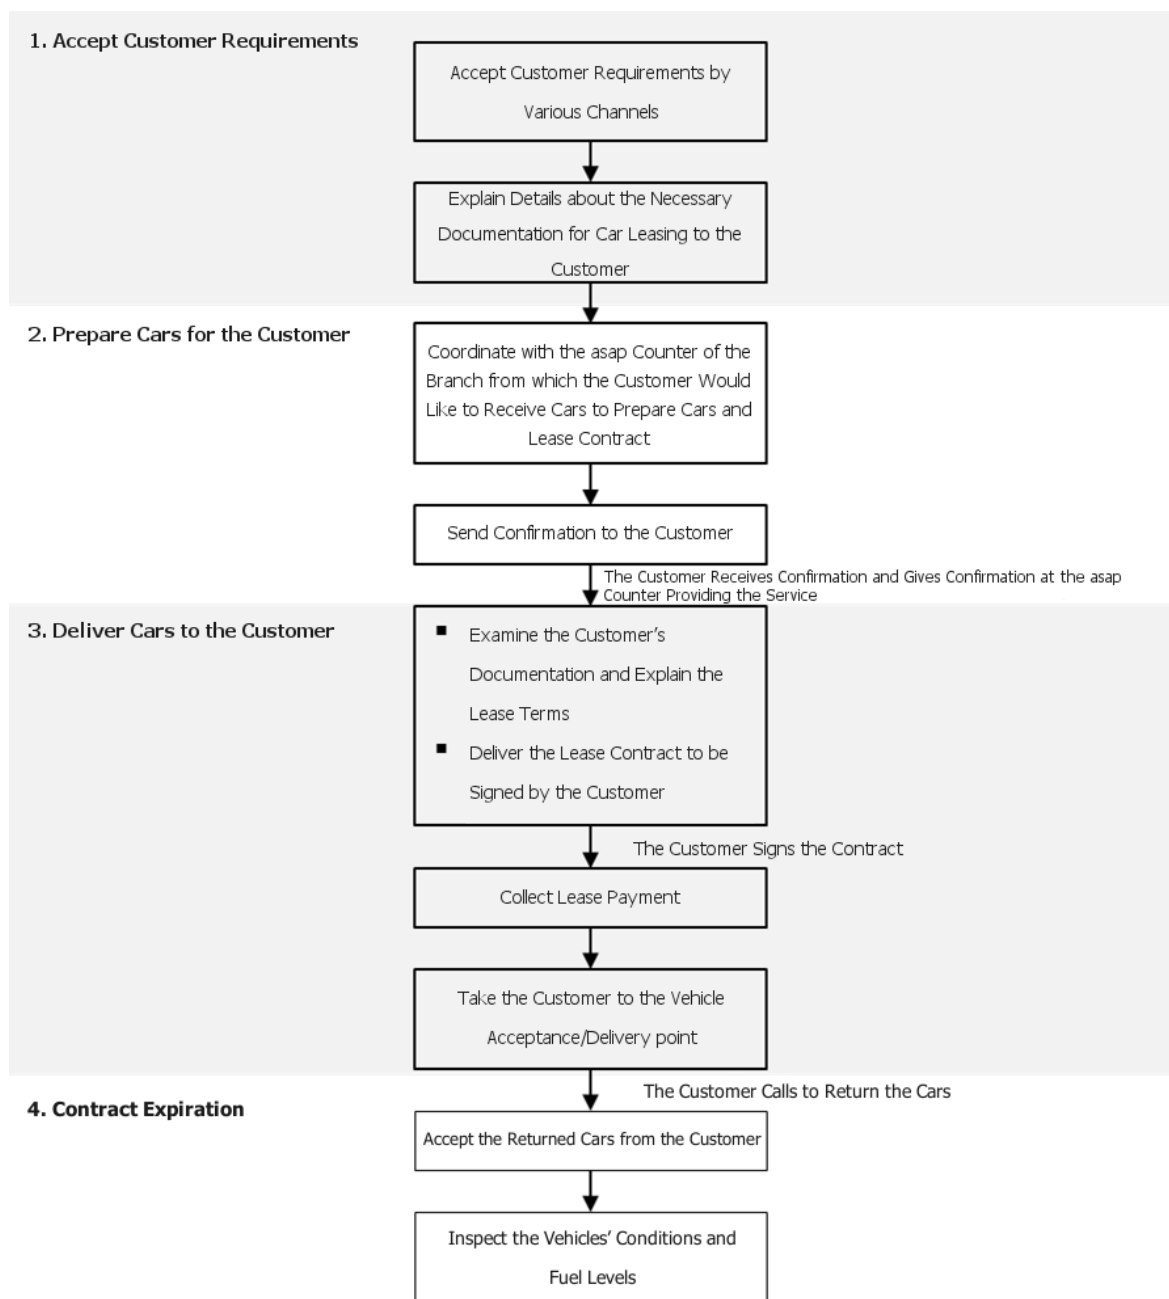 1. Accept Customer Requirements
Accept Customer Requirements by
Various Channels
Explain Details about the Necessary
Documentation for Car Leasing to the
Customer
2. Prepare Cars for the Customer
Coordinate with the asap Counter of the
Branch from which the Customer Would
Like to Receive Cars to Prepare Cars and
Lease Contract
Send Confirmation to the Customer
The Customer Receives Confirmation and Gives Confirmation at the asap
Counter Providing the Service
3. Deliver Cars to the Customer
▪ Examine the Customer's
Documentation and Explain the
Lease Terms
▪ Deliver the Lease Contract to be
Signed by the Customer
The Customer Signs the Contract
Collect Lease Payment
Take the Customer to the Vehicle
Acceptance/Delivery point
The Customer Calls to Return the Cars
4. Contract Expiration
Accept the Returned Cars from the Customer
Inspect the Vehicles' Conditions and
Fuel Levels